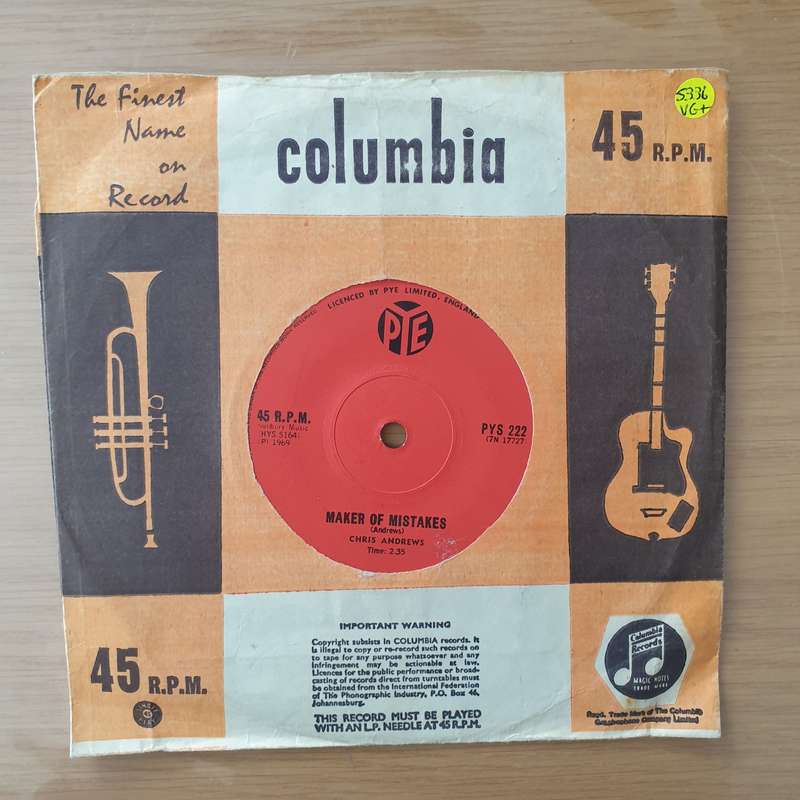 The Finest
Name
on
Record
columbia
45 R.P.M.
5336
VG+
LICENCED BY PYE LIMITED, ENGLAND
PYE
45 R.P.M.
Music
HYS 5164
P 1969
PYS 222
(7N 17727
MAKER OF MISTAKES
(Andrews)
CHRIS ANDREWS
Time: 2.35
45 R.P.M.
IMPORTANT WARNING
Copyright subsists in COLUMBIA records. It
is illegal to copy or re-record such records on
to tape for any purpose whatsoever and any
infringement may be actionable at law.
Licences for the public performance or broad-
casting of records direct from turntables must
be obtained from the International Federation
of The Phonographic Industry, P.O. Box 46,
Johannesburg.
THIS RECORD MUST BE PLAYED
WITH AN L.P. NEEDLE AT 45 R.P.M.
Columbia
Records
MAGIC NOTES
TRADE MARK
Regd. Trade Mark of The Columbia
Graphophone Company Limited